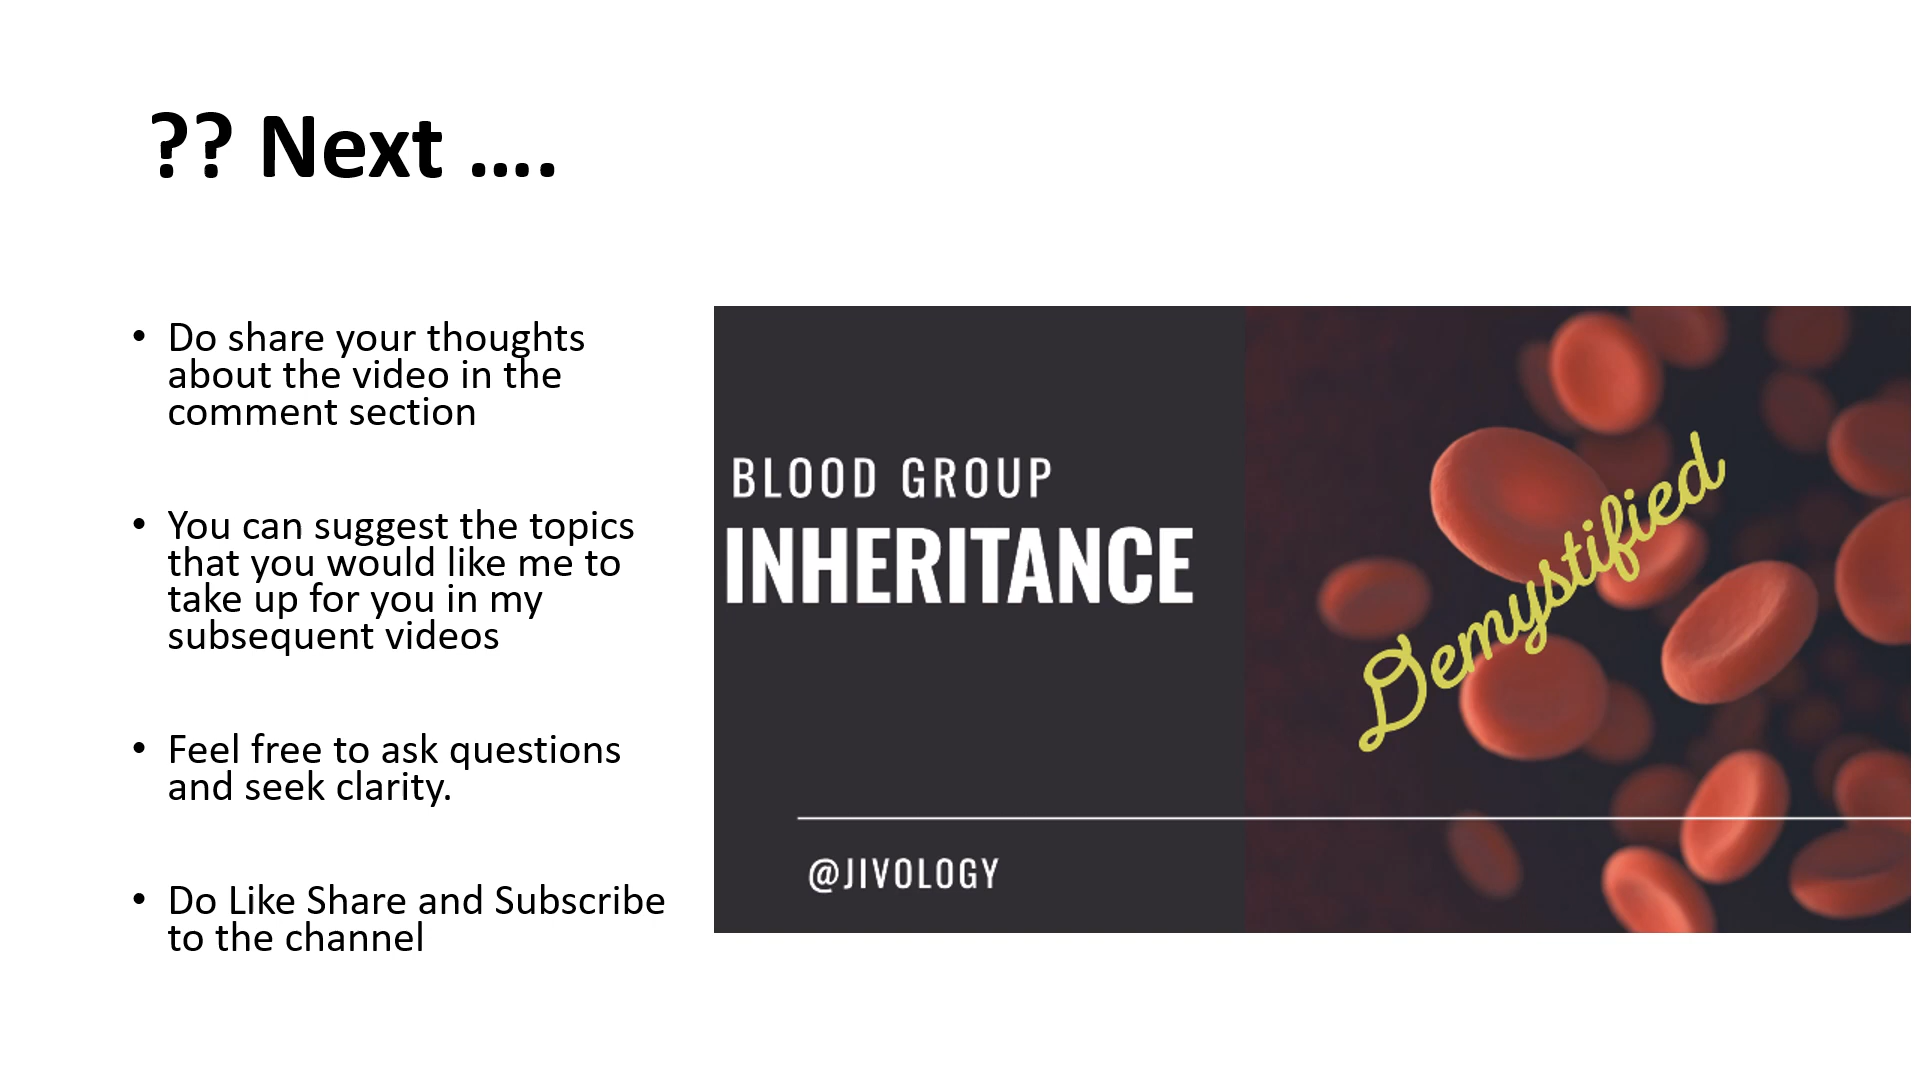 ?? Next ....
• Do share your thoughts
about the video in the
comment section
• You can suggest the topics
that you would like me to
take up for you in my
subsequent videos
• Feel free to ask questions
and seek clarity.
• Do Like Share and Subscribe
to the channel
BLOOD GROUP
INHERITANCE
Demystified
@JIVOLOGY